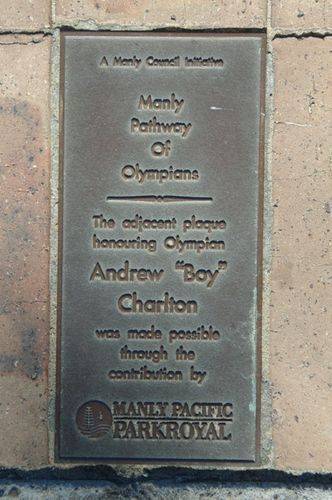 A Manly Council Initiative
Manly
Pathway
Of
Olympians
The adjacent plaque
honouring Olympian
Andrew "Boy"
Charlton
was made possible
through the
contribution by
MANLY PACIFIC
PARKROYAL